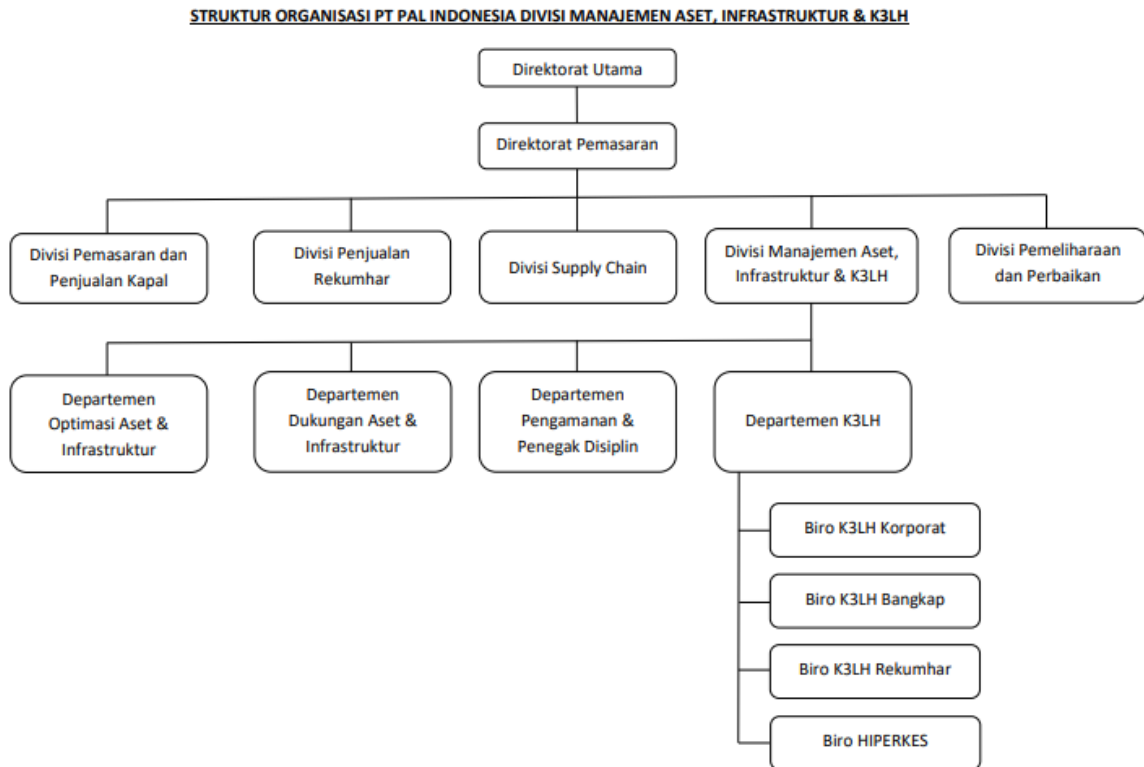 STRUKTUR ORGANISASI PT PAL INDONESIA DIVISI MANAJEMEN ASET, INFRASTRUKTUR & K3LH
Direktorat Utama
Direktorat Pemasaran
Divisi Pemasaran dan
Penjualan Kapal
Divisi Penjualan
Rekumhar
Divisi Supply Chain
Divisi Manajemen Aset,
Infrastruktur & K3LH
Divisi Pemeliharaan
dan Perbaikan
Departemen
Optimasi Aset &
Infrastruktur
Departemen
Dukungan Aset &
Infrastruktur
Departemen
Pengamanan &
Penegak Disiplin
Departemen K3LH
Biro K3LH Korporat
Biro K3LH Bangkap
Biro K3LH Rekumhar
Biro HIPERKES